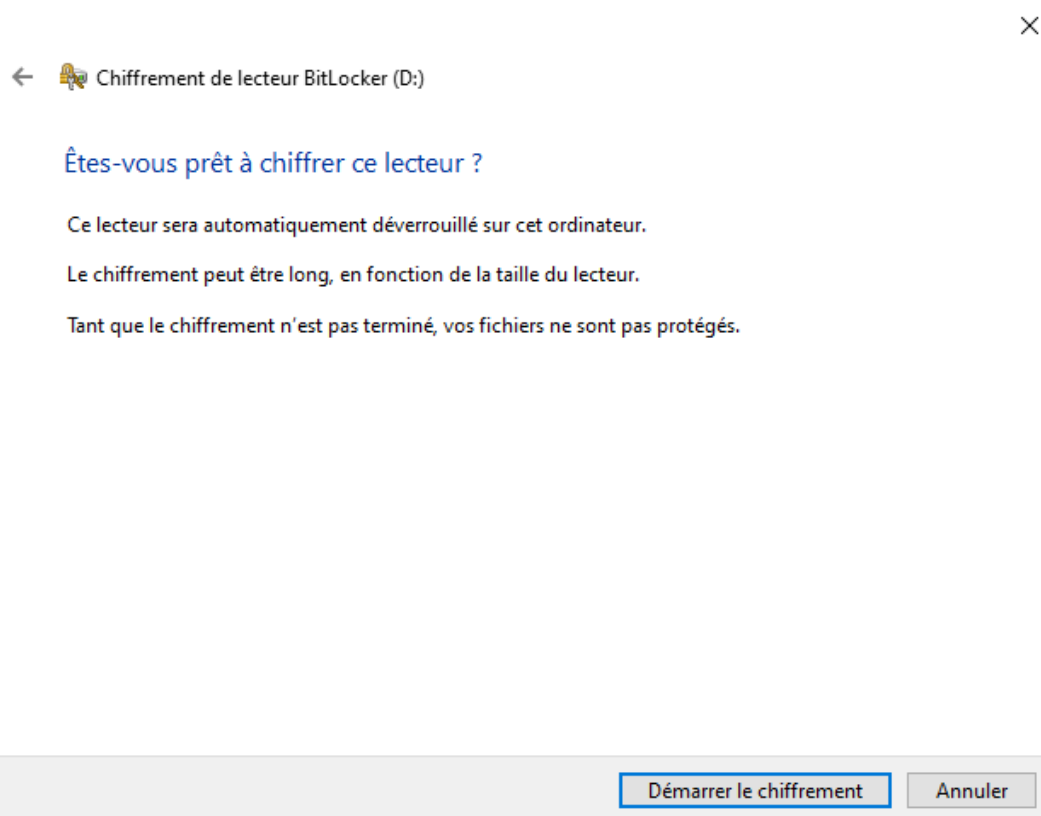 Chiffrement de lecteur BitLocker (D:)
Êtes-vous prêt à chiffrer ce lecteur ?
Ce lecteur sera automatiquement déverrouillé sur cet ordinateur.
Le chiffrement peut être long, en fonction de la taille du lecteur.
Tant que le chiffrement n’est pas terminé, vos fichiers ne sont pas protégés.
Démarrer le chiffrement
Annuler